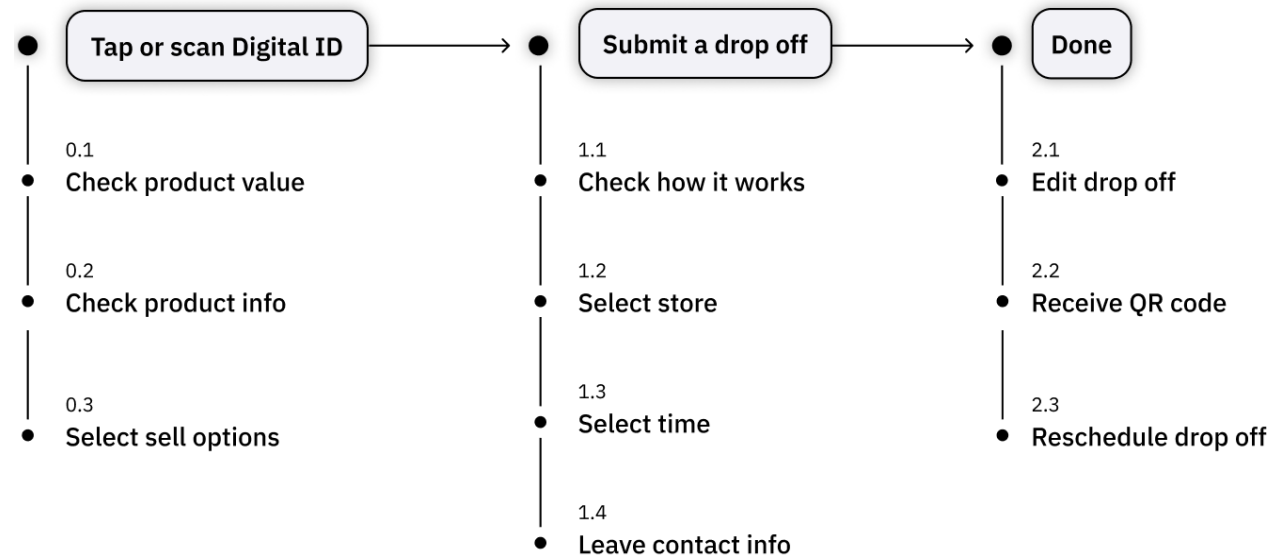 Tap or scan Digital ID
0.1
Check product value
0.2
Check product info
0.3
Select sell options
Submit a drop off
1.1
Check how it works
1.2
Select store
1.3
Select time
1.4
Leave contact info
Done
2.1
Edit drop off
2.2
Receive QR code
2.3
Reschedule drop off